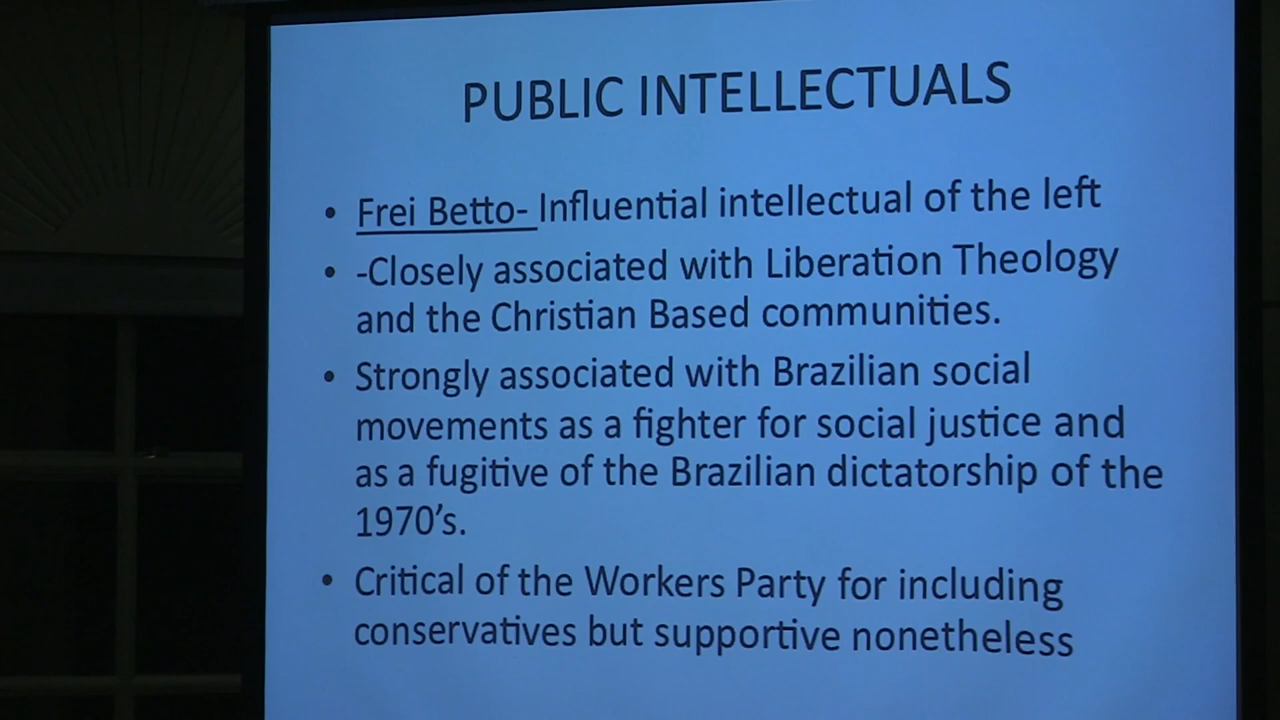 PUBLIC INTELLECTUALS
• Frei Betto- Influential intellectual of the left
• -Closely associated with Liberation Theology
and the Christian Based communities.
• Strongly associated with Brazilian social
movements as a fighter for social justice and
as a fugitive of the Brazilian dictatorship of the
1970’s.
• Critical of the Workers Party for including
conservatives but supportive nonetheless